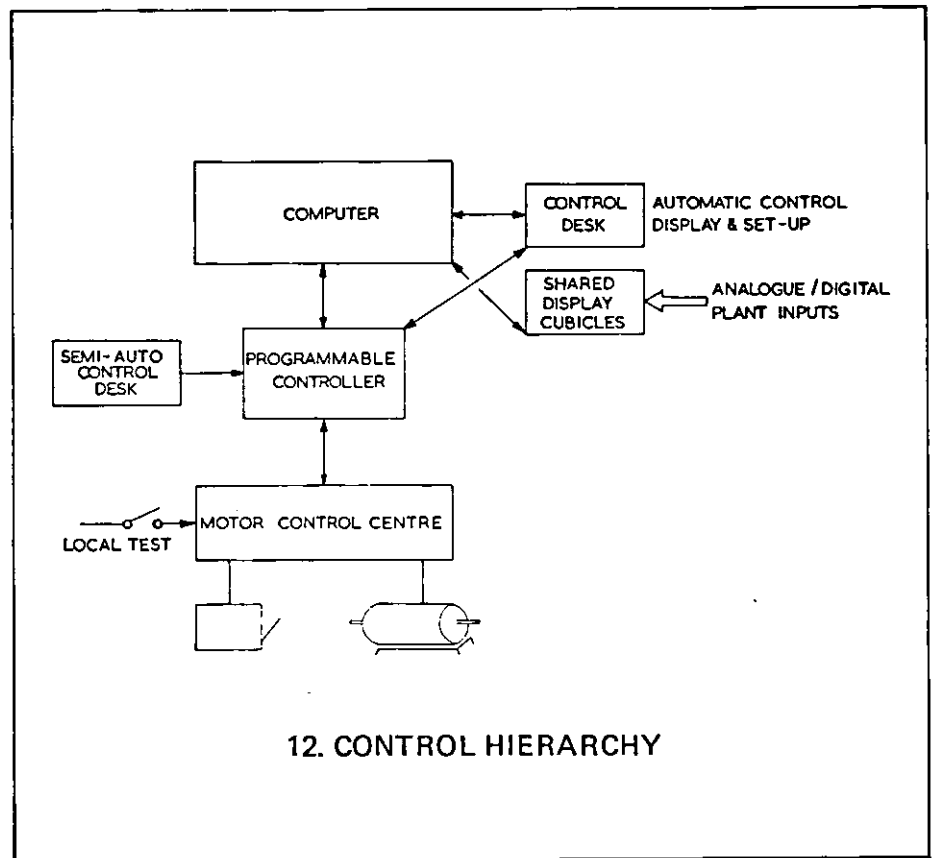 COMPUTER
CONTROL
DESK
AUTOMATIC CONTROL
DISPLAY & SET-UP
SHARED
DISPLAY
CUBICLES
ANALOGUE / DIGITAL
PLANT INPUTS
SEMI-AUTO
CONTROL
DESK
PROGRAMMABLE
CONTROLLER
LOCAL TEST
MOTOR CONTROL CENTRE
12. CONTROL HIERARCHY